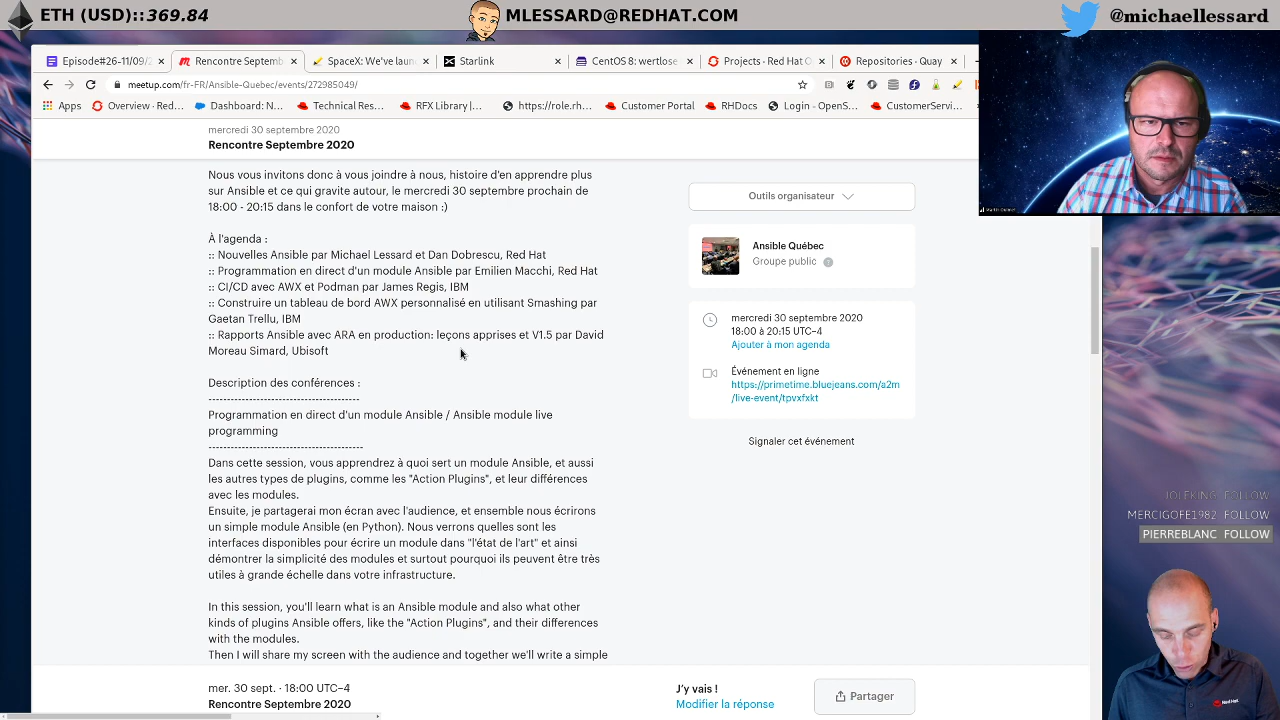 ETH (USD)::369.84
MLESSARD@REDHAT.COM
@michaellessard
Episode#26-11/09/2
Rencontre Septemb
SpaceX: We've laun
Starlink
CentOS 8: wertlose
Projects - Red Hat O
Repositories - Quay
meetup.com/fr-FR/Ansible-Quebec/events/272985049/
Apps
Overview - Red...
Dashboard: N...
Technical Res...
RFX Library |...
https://role.rh...
Customer Portal
RHDocs
Login - OpenS...
CustomerServi...
mercredi 30 septembre 2020
Rencontre Septembre 2020
Nous vous invitons donc à vous joindre à nous, histoire d'en apprendre plus
sur Ansible et ce qui gravite autour, le mercredi 30 septembre prochain de
18:00 - 20:15 dans le confort de votre maison :)
À l'agenda :
:: Nouvelles Ansible par Michael Lessard et Dan Dobrescu, Red Hat
:: Programmation en direct d'un module Ansible par Emilien Macchi, Red Hat
:: CI/CD avec AWX et Podman par James Regis, IBM
:: Construire un tableau de bord AWX personnalisé en utilisant Smashing par
Gaetan Trellu, IBM
:: Rapports Ansible avec ARA en production: leçons apprises et V1.5 par David
Moreau Simard, Ubisoft
Description des conférences :
-----------------------------------------
Programmation en direct d'un module Ansible / Ansible module live
programming
------------------------------------------
Dans cette session, vous apprendrez à quoi sert un module Ansible, et aussi
les autres types de plugins, comme les "Action Plugins", et leur différences
avec les modules.
Ensuite, je partagerai mon écran avec l'audience, et ensemble nous écrirons
un simple module Ansible (en Python). Nous verrons quelles sont les
interfaces disponibles pour écrire un module dans "l'état de l'art" et ainsi
démontrer la simplicité des modules et surtout pourquoi ils peuvent être très
utiles à grande échelle dans votre infrastructure.
In this session, you'll learn what is an Ansible module and also what other
kinds of plugins Ansible offers, like the "Action Plugins", and their differences
with the modules.
Then I will share my screen with the audience and together we'll write a simple
Outils organisateur
Ansible Québec
Groupe public
mercredi 30 septembre 2020
18:00 à 20:15 UTC−4
Ajouter à mon agenda
Événement en ligne
https://primetime.bluejeans.com/a2m
/live-event/tpvxfxkt
Signaler cet événement
mer. 30 sept. · 18:00 UTC−4
Rencontre Septembre 2020
J'y vais !
Modifier la réponse
Partager
JOLEKING FOLLOW
MERCIGOFE1982 FOLLOW
PIERREBLANC FOLLOW
Red Hat